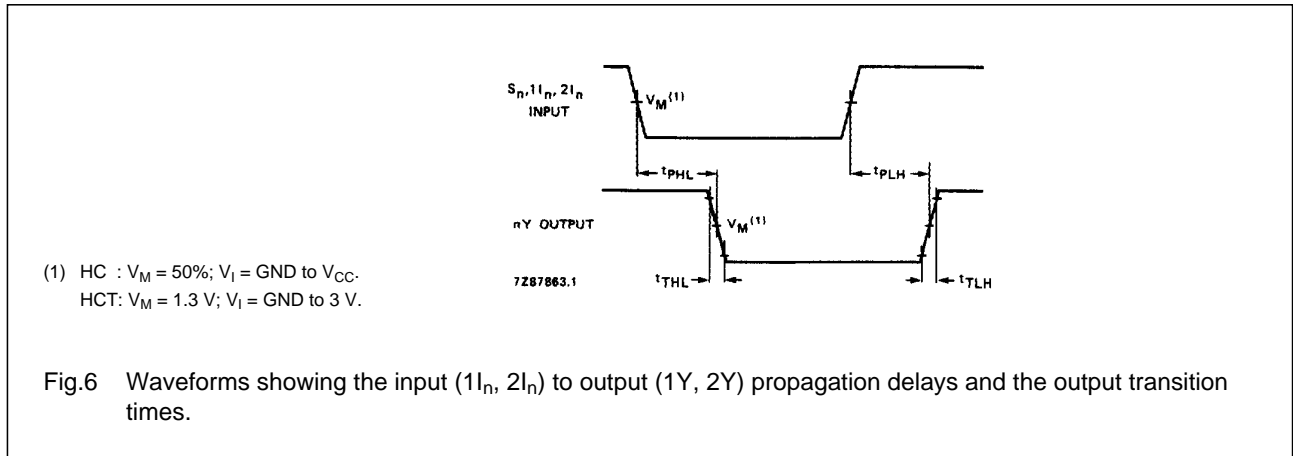 Sn, 1In, 2In
INPUT
VM(1)
tPHL
tPLH
nY OUTPUT
VM(1)
(1) HC : VM = 50%; VI = GND to VCC.
HCT: VM = 1.3 V; VI = GND to 3 V.
7Z87863.1
tTHL
tTLH
Fig.6 Waveforms showing the input (1In, 2In) to output (1Y, 2Y) propagation delays and the output transition
times.